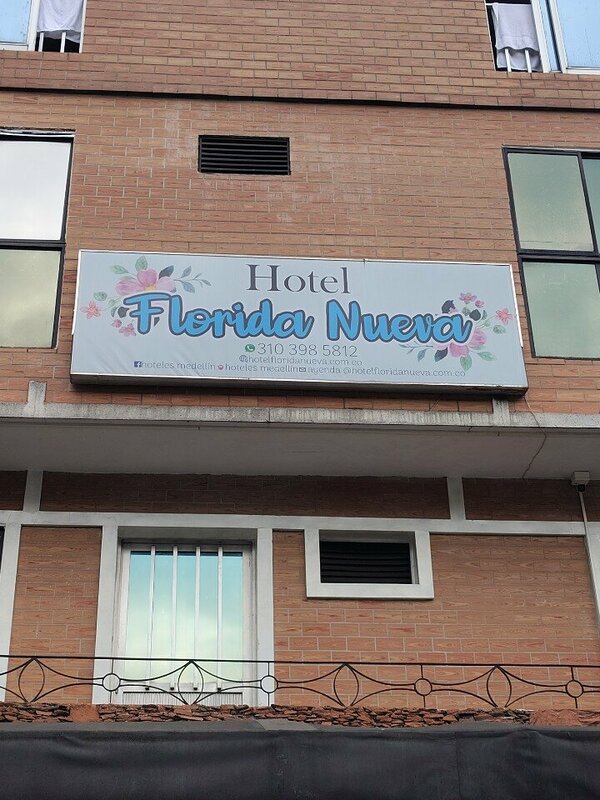 Hotel
Florida Nueva
310 398 5812
@hotelfloridanueva.com.co
hoteles medellin hoteles medellin agenda @hotelfloridanueva.com.co